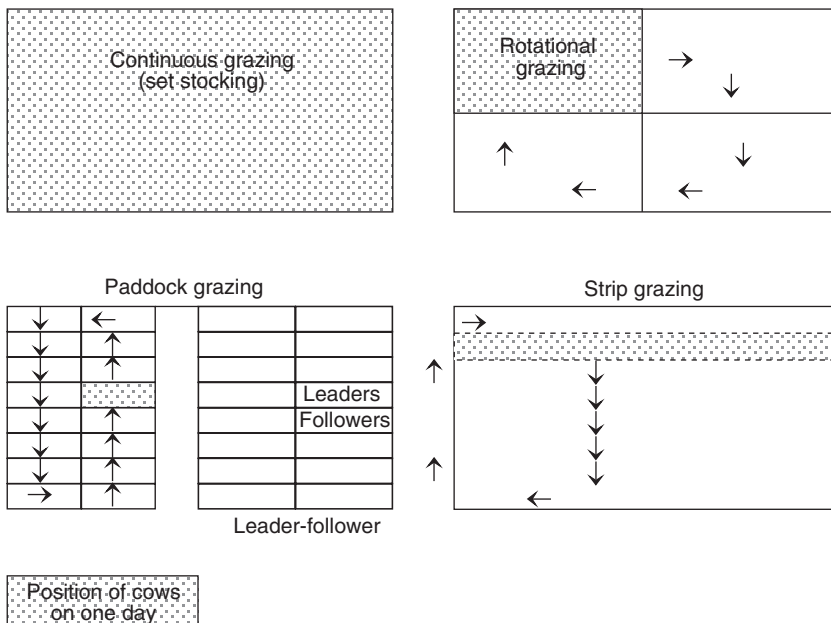 Continuous grazing
(set stocking)
Rotational
grazing
Paddock grazing
Strip grazing
Leaders
Followers
Leader-follower
Position of cows
on one day